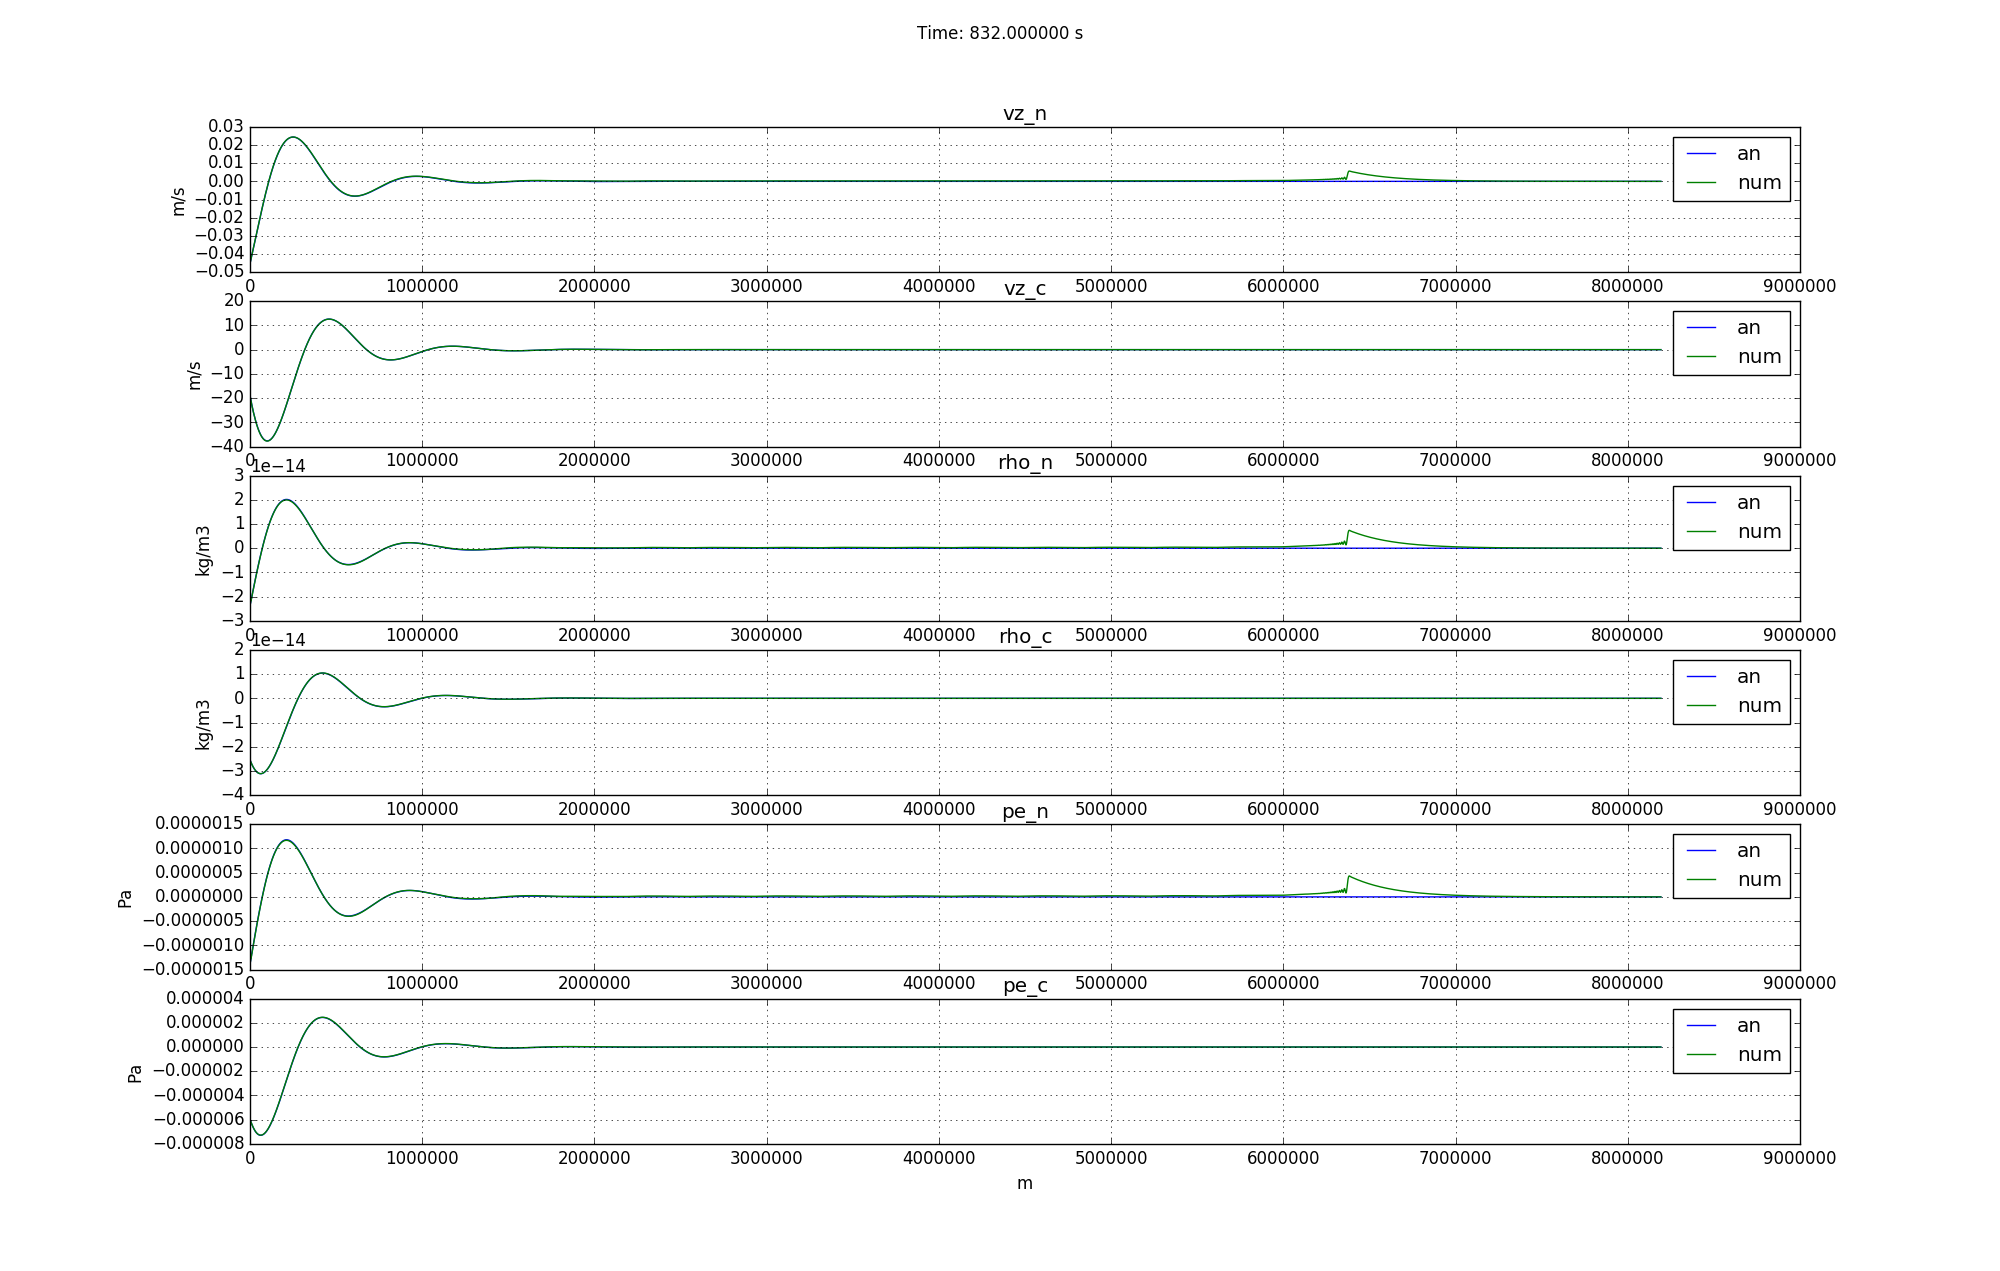 Time: 832.000000 s
vz_n
0.03
0.02
0.01
0.00
−0.01
−0.02
−0.03
−0.04
−0.05
m/s
an
num
0 1000000 2000000 3000000 4000000 5000000 6000000 7000000 8000000 9000000
vz_c
20
10
0
−10
−20
−30
−40
m/s
an
num
0 1000000 2000000 3000000 4000000 5000000 6000000 7000000 8000000 9000000
1e−14
rho_n
3
2
1
0
−1
−2
−3
kg/m3
an
num
0 1000000 2000000 3000000 4000000 5000000 6000000 7000000 8000000 9000000
1e−14
rho_c
2
1
0
−1
−2
−3
−4
kg/m3
an
num
0 1000000 2000000 3000000 4000000 5000000 6000000 7000000 8000000 9000000
pe_n
0.0000015
0.0000010
0.0000005
0.0000000
−0.0000005
−0.0000010
−0.0000015
Pa
an
num
0 1000000 2000000 3000000 4000000 5000000 6000000 7000000 8000000 9000000
pe_c
0.000004
0.000002
0.000000
−0.000002
−0.000004
−0.000006
−0.000008
Pa
an
num
0 1000000 2000000 3000000 4000000 5000000 6000000 7000000 8000000 9000000
m